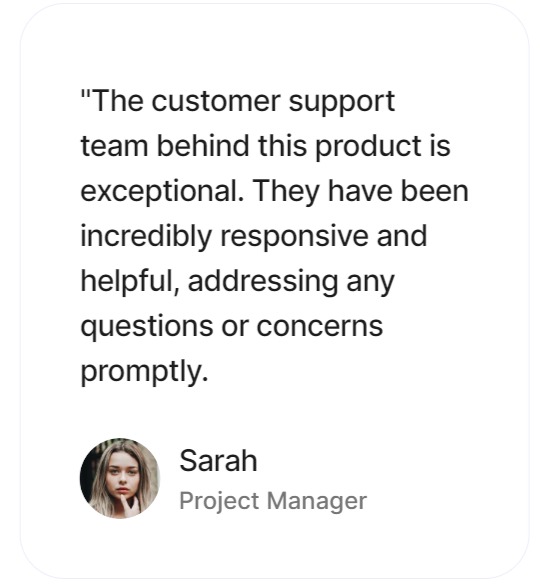 "The customer support
team behind this product is
exceptional. They have been
incredibly responsive and
helpful, addressing any
questions or concerns
promptly.
Sarah
Project Manager